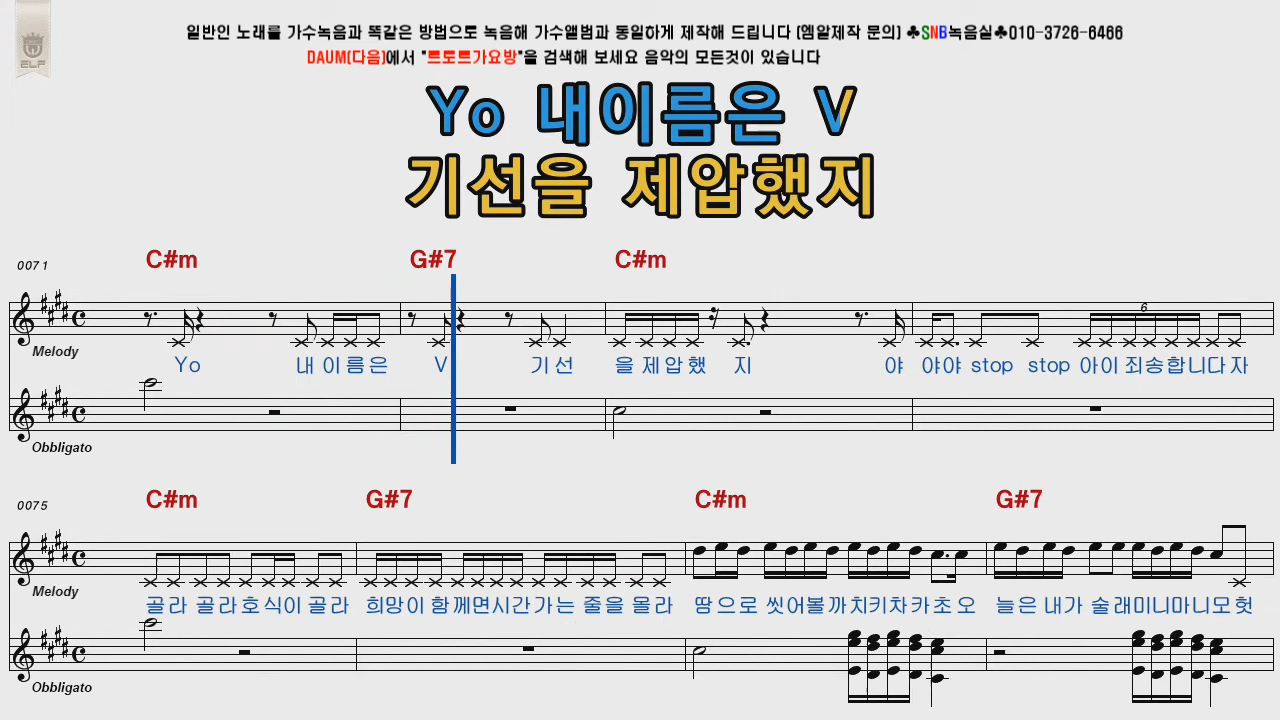 일반인 노래를 가수녹음과 똑같은 방법으로 녹음해 가수앨범과 동일하게 제작해 드립니다 (엠알제작 문의) ♣SNB녹음실♣010-3726-6466
ELF
DAUM(다음)에서 "트로트가요방"을 검색해 보세요 음악의 모든것이 있습니다
Yo 내이름은 V
기선을 제압했지
0071 C#m G#7 C#m
6
Melody
Yo 내 이 름 은 V 기 선 을 제 압 했 지 야 야야 stop stop 아이 죄송합니다 자
Obbligato
0075 C#m G#7 C#m G#7
Melody
골라 골라 호식이 골라 희망이 함께면시간가는 줄을 몰라 땀으로 씻어볼까치키차카초오 늘은 내가 술래미니마니모 헛
Obbligato